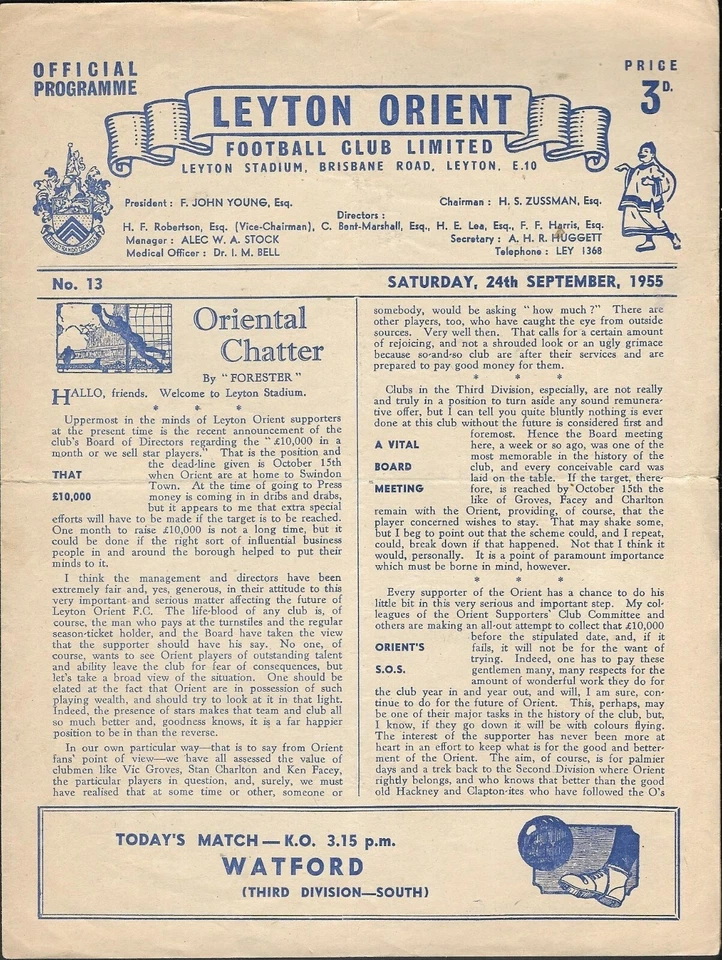 OFFICIAL
PROGRAMME
PRICE
3D.
LEYTON ORIENT
FOOTBALL CLUB LIMITED
LEYTON STADIUM, BRISBANE ROAD, LEYTON, E.10
President : F. JOHN YOUNG, Esq.
Chairman : H. S. ZUSSMAN, Esq.
Directors :
H. F. Robertson, Esq. (Vice-Chairman), C. Bent-Marshall, Esq., H. E. Lea, Esq., F. F. Harris, Esq.
Manager : ALEC W. A. STOCK
Secretary : A. H. R. HUGGETT
Medical Officer : Dr. I. M. BELL
Telephone : LEY 1368
No. 13
SATURDAY, 24th SEPTEMBER, 1955
Oriental
Chatter
By "FORESTER"
HALLO, friends. Welcome to Leyton Stadium.
* * *
Uppermost in the minds of Leyton Orient supporters
at the present time is the recent announcement of the
club's Board of Directors regarding the "£10,000 in a
month or we sell star players." That is the position and
the dead-line given is October 15th
THAT
when Orient are at home to Swindon
Town. At the time of going to Press
£10,000
money is coming in in dribs and drabs,
but it appears to me that extra special
efforts will have to be made if the target is to be reached.
One month to raise £10,000 is not a long time, but it
could be done if the right sort of influential business
people in and around the borough helped to put their
minds to it.
I think the management and directors have been
extremely fair and, yes, generous, in their attitude to this
very important and serious matter affecting the future of
Leyton Orient F.C. The life-blood of any club is, of
course, the man who pays at the turnstiles and the regular
season-ticket holder, and the Board have taken the view
that the supporter should have his say. No one, of
course, wants to see Orient players of outstanding talent
and ability leave the club for fear of consequences, but
let's take a broad view of the situation. One should be
elated at the fact that Orient are in possession of such
playing wealth, and should try to look at it in that light.
Indeed, the presence of stars makes that team and club all
so much better and, goodness knows, it is a far happier
position to be in than the reverse.
In our own particular way—that is to say from Orient
fans' point of view—we have all assessed the value of
clubmen like Vic Groves, Stan Charlton and Ken Facey,
the particular players in question, and, surely, we must
have realised that at some time or other, someone or
somebody, would be asking "how much?" There are
other players, too, who have caught the eye from outside
sources. Very well then. That calls for a certain amount
of rejoicing, and not a shrouded look or an ugly grimace
because so-and-so club are after their services and are
prepared to pay good money for them.
* * *
Clubs in the Third Division, especially, are not really
and truly in a position to turn aside any sound remunera-
tive offer, but I can tell you quite bluntly nothing is ever
done at this club without the future is considered first and
foremost. Hence the Board meeting
A VITAL
here, a week or so ago, was one of the
most memorable in the history of the
BOARD
club, and every conceivable card was
laid on the table. If the target, there-
MEETING
fore, is reached by October 15th the
like of Groves, Facey and Charlton
remain with the Orient, providing, of course, that the
player concerned wishes to stay. That may shake some,
but I beg to point out that the scheme could, and I repeat,
could, break down if that happened. Not that I think it
would, personally. It is a point of paramount importance
which must be borne in mind, however.
* * *
Every supporter of the Orient has a chance to do his
little bit in this very serious and important step. My col-
leagues of the Orient Supporters' Club Committee and
others are making an all-out attempt to collect that £10,000
before the stipulated date, and, if it
ORIENT'S
fails, it will not be for the want of
trying. Indeed, one has to pay these
S.O.S.
gentlemen many, many respects for the
amount of wonderful work they do for
the club year in and year out, and will, I am sure, con-
tinue to do for the future of Orient. This, perhaps, may
be one of their major tasks in the history of the club, but,
I know, if they go down it will be with colours flying.
The interest of the supporter has never been more at
heart in an effort to keep what is for the good and better-
ment of the Orient. The aim, of course, is for palmier
days and a trek back to the Second Division where Orient
rightly belongs, and who knows that better than the good
old Hackney and Clapton-ites who have followed the O's
TODAY'S MATCH—K.O. 3.15 p.m.
WATFORD
(THIRD DIVISION—SOUTH)